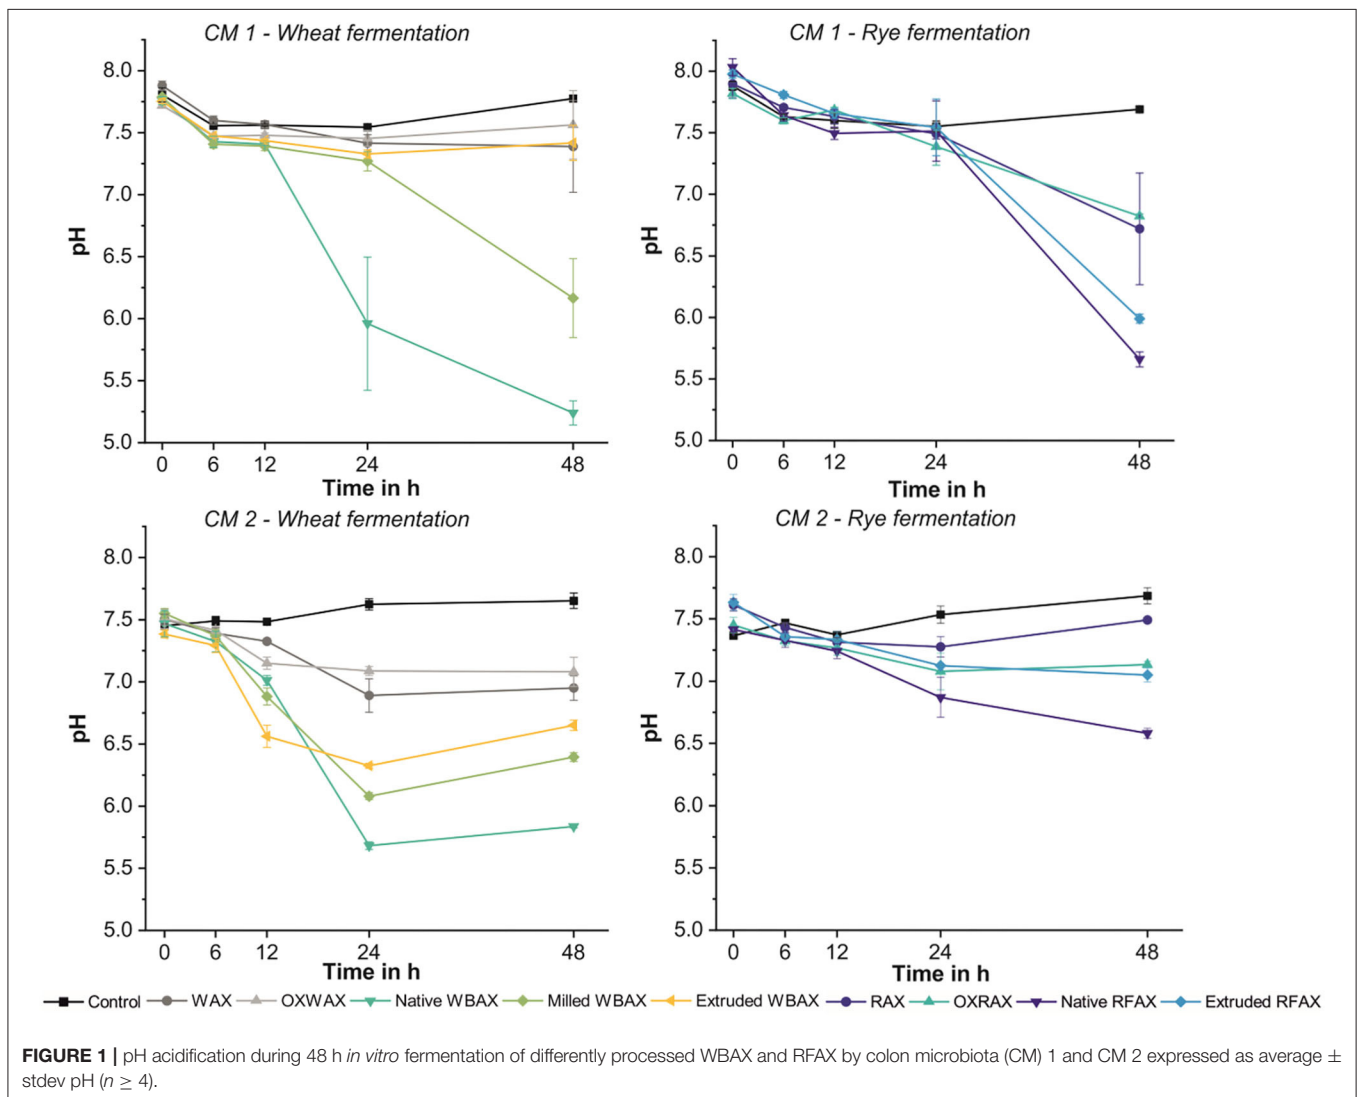 CM 1 - Wheat fermentation
8.0
7.5
7.0
6.5
6.0
5.5
5.0
pH
0 6 12 24 48
Time in h
CM 1 - Rye fermentation
8.0
7.5
7.0
6.5
6.0
5.5
5.0
pH
0 6 12 24 48
Time in h
CM 2 - Wheat fermentation
8.0
7.5
7.0
6.5
6.0
5.5
5.0
pH
0 6 12 24 48
Time in h
CM 2 - Rye fermentation
8.0
7.5
7.0
6.5
6.0
5.5
5.0
pH
0 6 12 24 48
Time in h
Control WAX OXWAX Native WBAX Milled WBAX Extruded WBAX RAX OXRAX Native RFAX Extruded RFAX
FIGURE 1 | pH acidification during 48 h in vitro fermentation of differently processed WBAX and RFAX by colon microbiota (CM) 1 and CM 2 expressed as average ±
stdev pH (n ≥ 4).